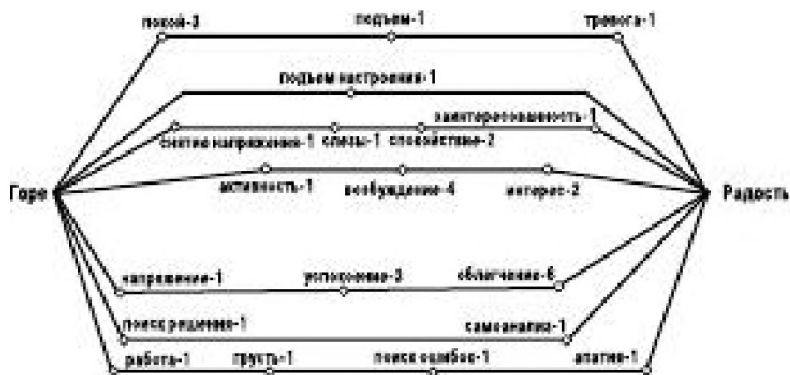 покой-3 подъем-1 тревога-1
подъем настроения-1
заинтересованность-1
снятие напряжения-1 слезы-1 спокойствие-2
Горе активность-1 возбуждение-4 интерес-2 Радость
напряжение-1 успокоение-3 облегчение-6
поиск решения-1 самоанализ-1
работа-1 грусть-1 поиск ошибок-1 апатия-1